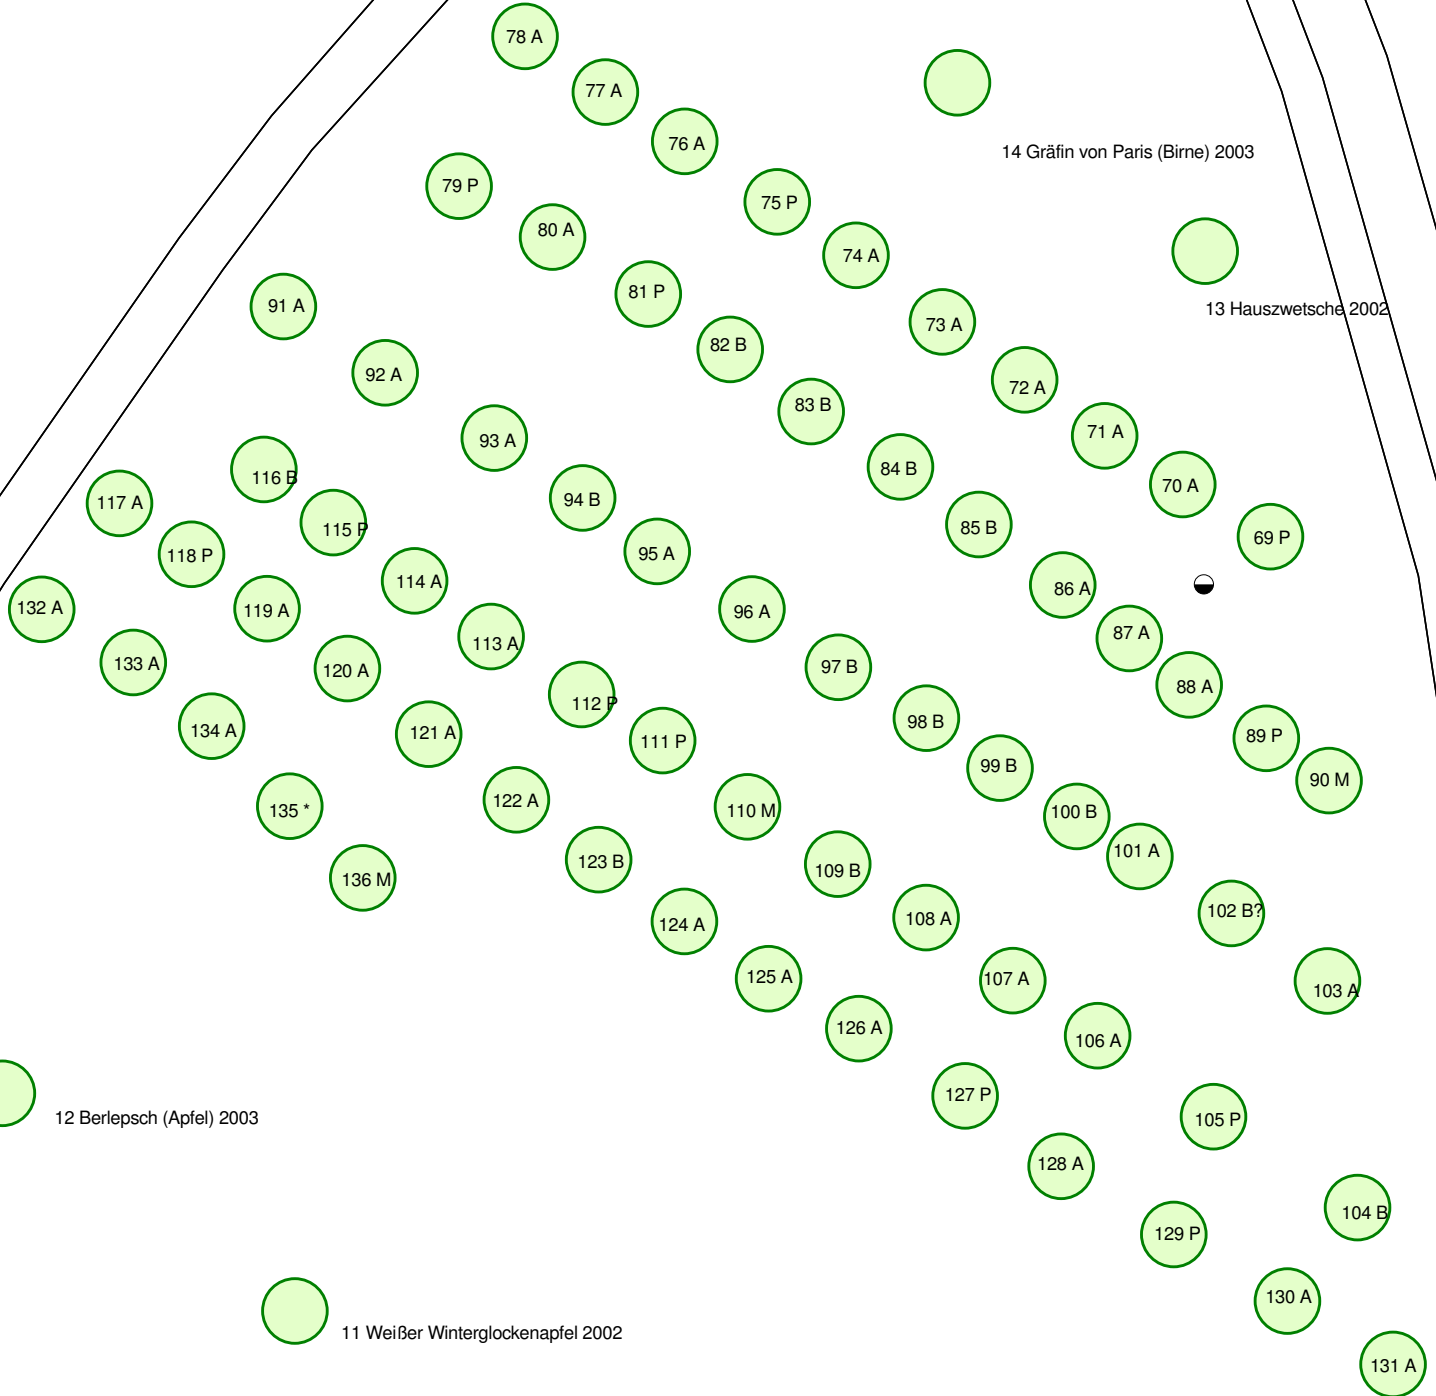 78 A
77 A
76 A
14 Gräfin von Paris (Birne) 2003
79 P
75 P
80 A
74 A
81 P
91 A
13 Hauszwetsche 2002
73 A
82 B
92 A
72 A
83 B
71 A
93 A
84 B
116 B
70 A
94 B
117 A
115 P
85 B
69 P
118 P
95 A
114 A
86 A
132 A
119 A
96 A
87 A
113 A
133 A
120 A
97 B
88 A
112 P
98 B
134 A
121 A
111 P
89 P
99 B
90 M
122 A
135 *
110 M
100 B
101 A
123 B
109 B
136 M
102 B?
108 A
124 A
125 A
107 A
103 A
126 A
106 A
127 P
12 Berlepsch (Apfel) 2003
105 P
128 A
104 B
129 P
130 A
11 Weißer Winterglockenapfel 2002
131 A